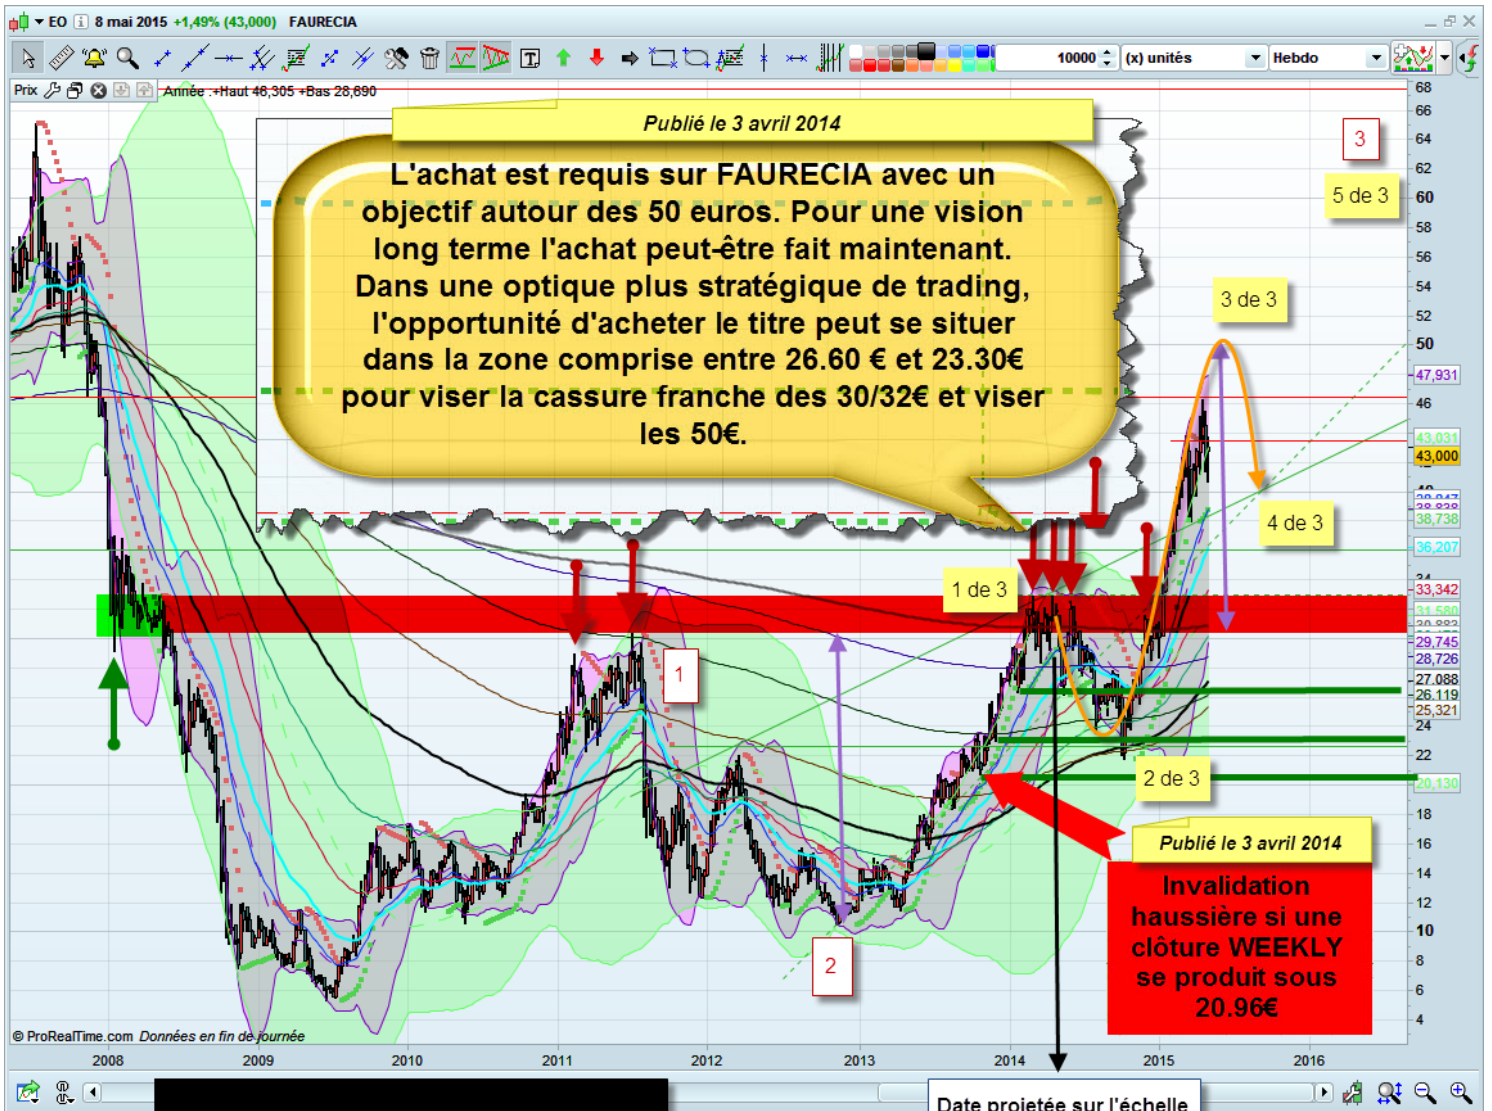 EO 8 mai 2015 +1,49% (43,000) FAURECIA
10000 (x) unités Hebdo
Prix Année :+Haut 46,305 +Bas 28,690
Publié le 3 avril 2014
L'achat est requis sur FAURECIA avec un
objectif autour des 50 euros. Pour une vision
long terme l'achat peut-être fait maintenant.
Dans une optique plus stratégique de trading,
l'opportunité d'acheter le titre peut se situer
dans la zone comprise entre 26.60 € et 23.30€
pour viser la cassure franche des 30/32€ et viser
les 50€.
3
5 de 3
3 de 3
4 de 3
1 de 3
1
2 de 3
2
Publié le 3 avril 2014
Invalidation
haussière si une
clôture WEEKLY
se produit sous
20.96€
68
66
64
62
60
58
56
54
52
50
47,931
46
43,031
43,000
38,738
36,207
33,342
31,580
29,745
28,726
27.088
26.119
25,321
24
22
20,130
18
16
14
12
10
8
6
4
© ProRealTime.com Données en fin de journée
2008 2009 2010 2011 2012 2013 2014 2015 2016
Date projetée sur l'échelle